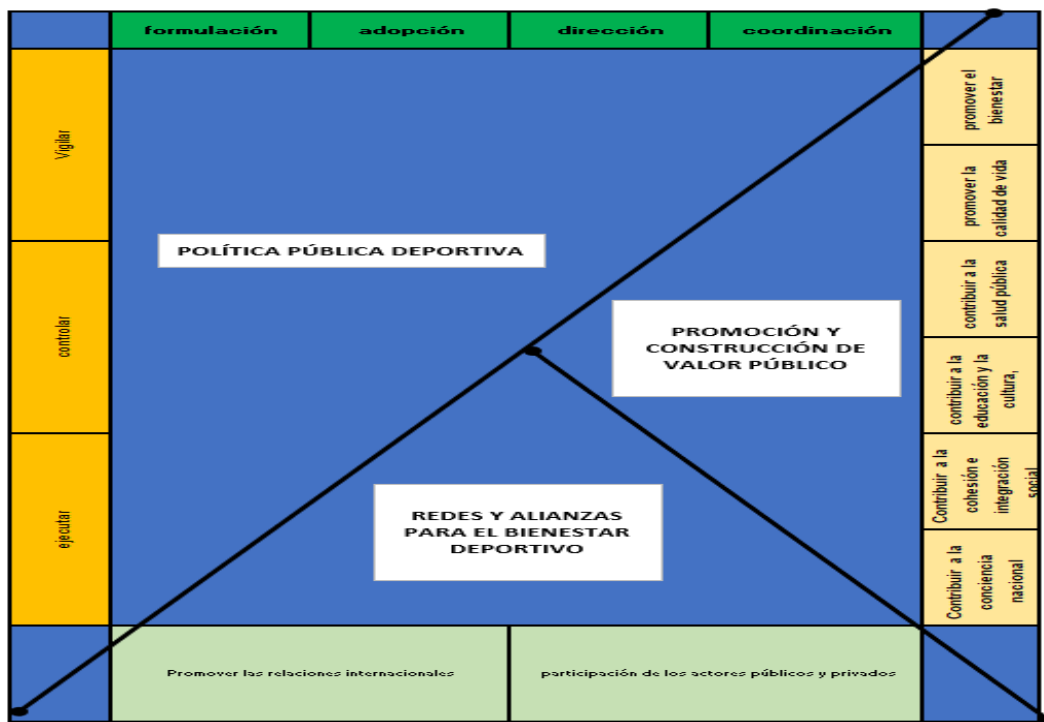 formulación
adopción
dirección
coordinación
Vigilar
controlar
ejecutar
POLÍTICA PÚBLICA DEPORTIVA
PROMOCIÓN Y
CONSTRUCCIÓN DE
VALOR PÚBLICO
REDES Y ALIANZAS
PARA EL BIENESTAR
DEPORTIVO
promover el
bienestar
promover la
calidad de vida
contribuir a la
salud pública
contribuir a la
educación y la
cultura,
Contribuir a la
cohesión e
integración
social
Contribuir a la
conciencia
nacional
Promover las relaciones internacionales
participación de los actores públicos y privados